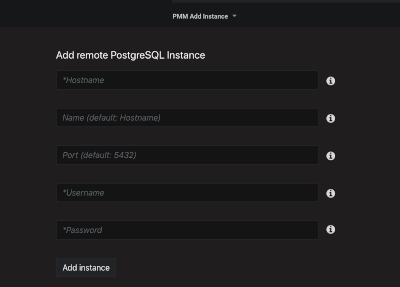 PMM Add Instance
Add remote PostgreSQL Instance
*Hostname
Name (default: Hostname)
Port (default: 5432)
*Username
*Password
Add instance